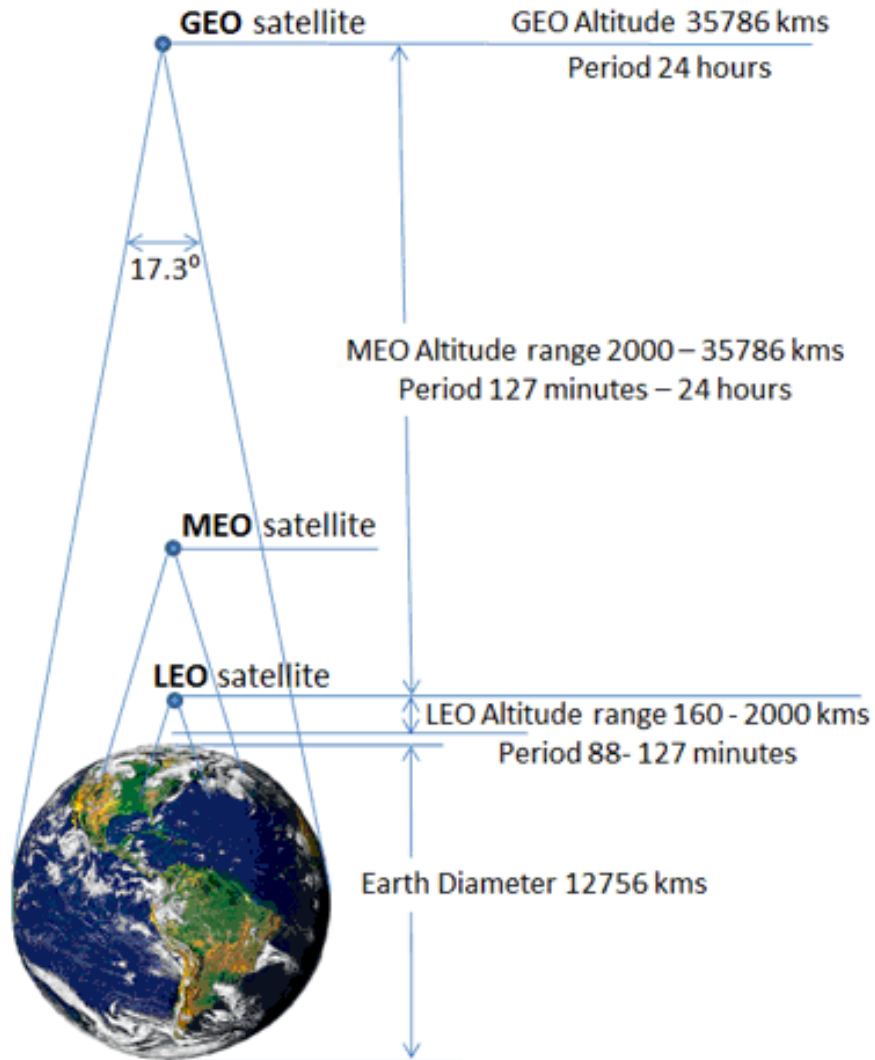 GEO satellite
GEO Altitude 35786 kms
Period 24 hours
17.3⁰
MEO Altitude range 2000 – 35786 kms
Period 127 minutes – 24 hours
MEO satellite
LEO satellite
LEO Altitude range 160 - 2000 kms
Period 88- 127 minutes
Earth Diameter 12756 kms